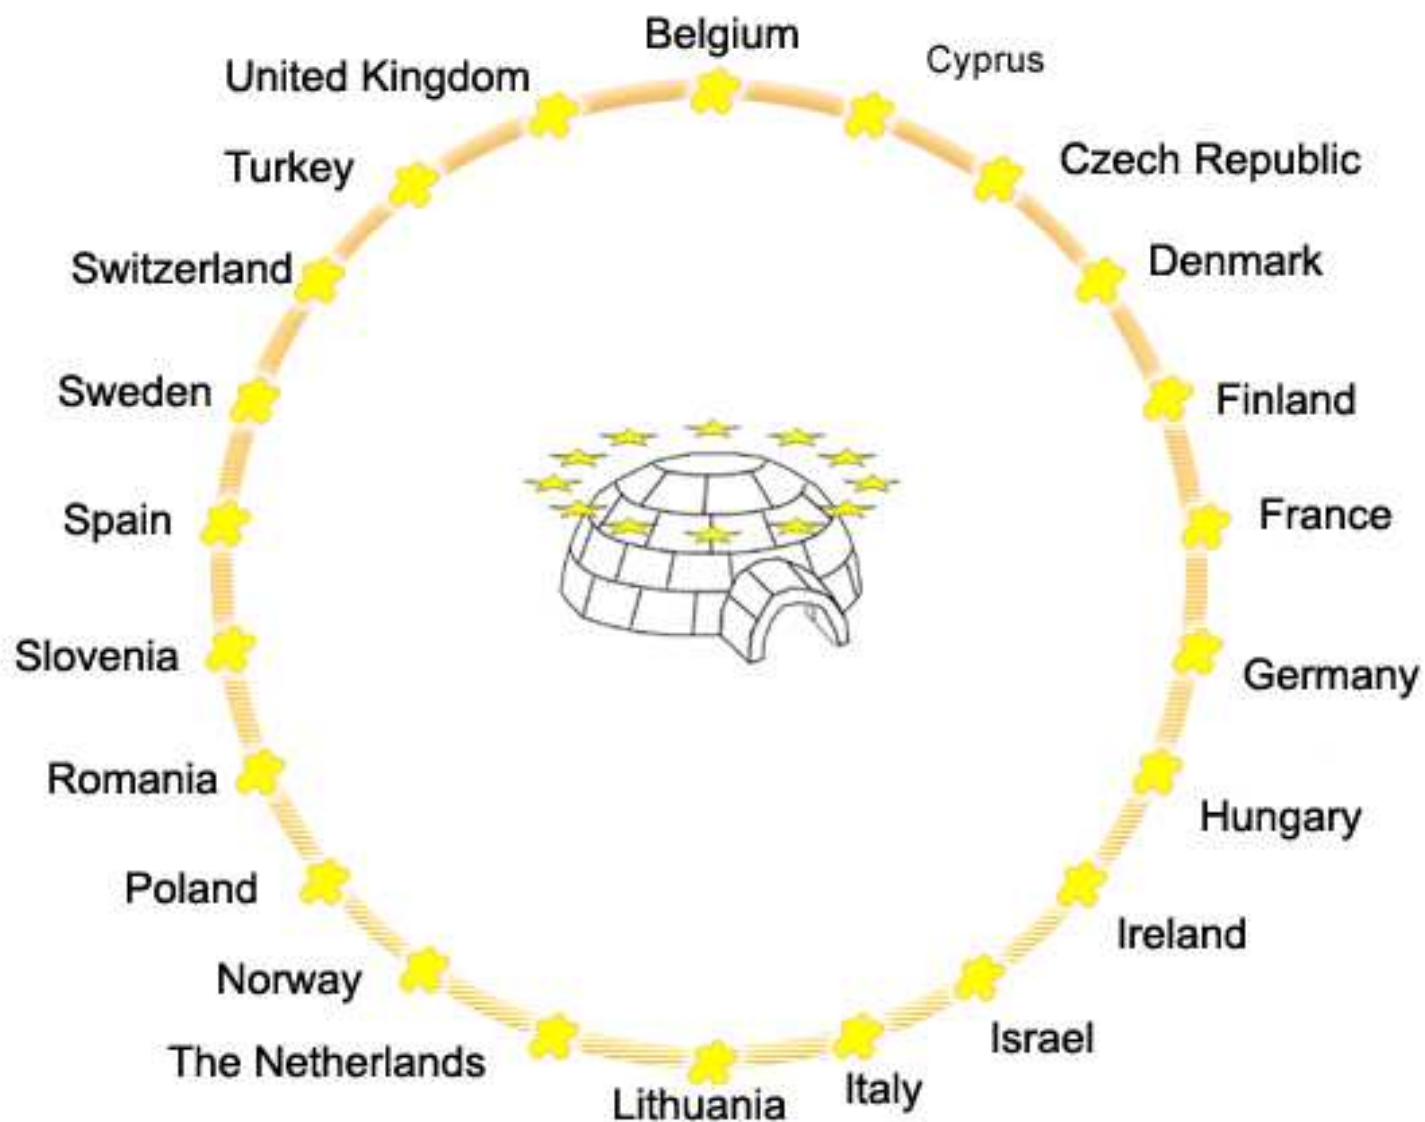 Belgium
Cyprus
Czech Republic
Denmark
Finland
France
Germany
Hungary
Ireland
Israel
Italy
Lithuania
The Netherlands
Norway
Poland
Romania
Slovenia
Spain
Sweden
Switzerland
Turkey
United Kingdom